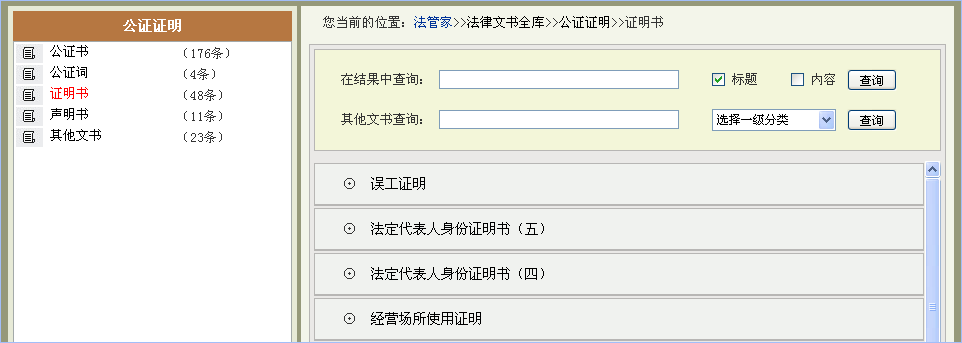 公证证明
公证书 （176条）
公证词 （4条）
证明书 （48条）
声明书 （11条）
其他文书 （23条）
您当前的位置：法管家>>法律文书全库>>公证证明>>证明书
在结果中查询： 标题 内容 查询
其他文书查询： 选择一级分类 查询
误工证明
法定代表人身份证明书（五）
法定代表人身份证明书（四）
经营场所使用证明